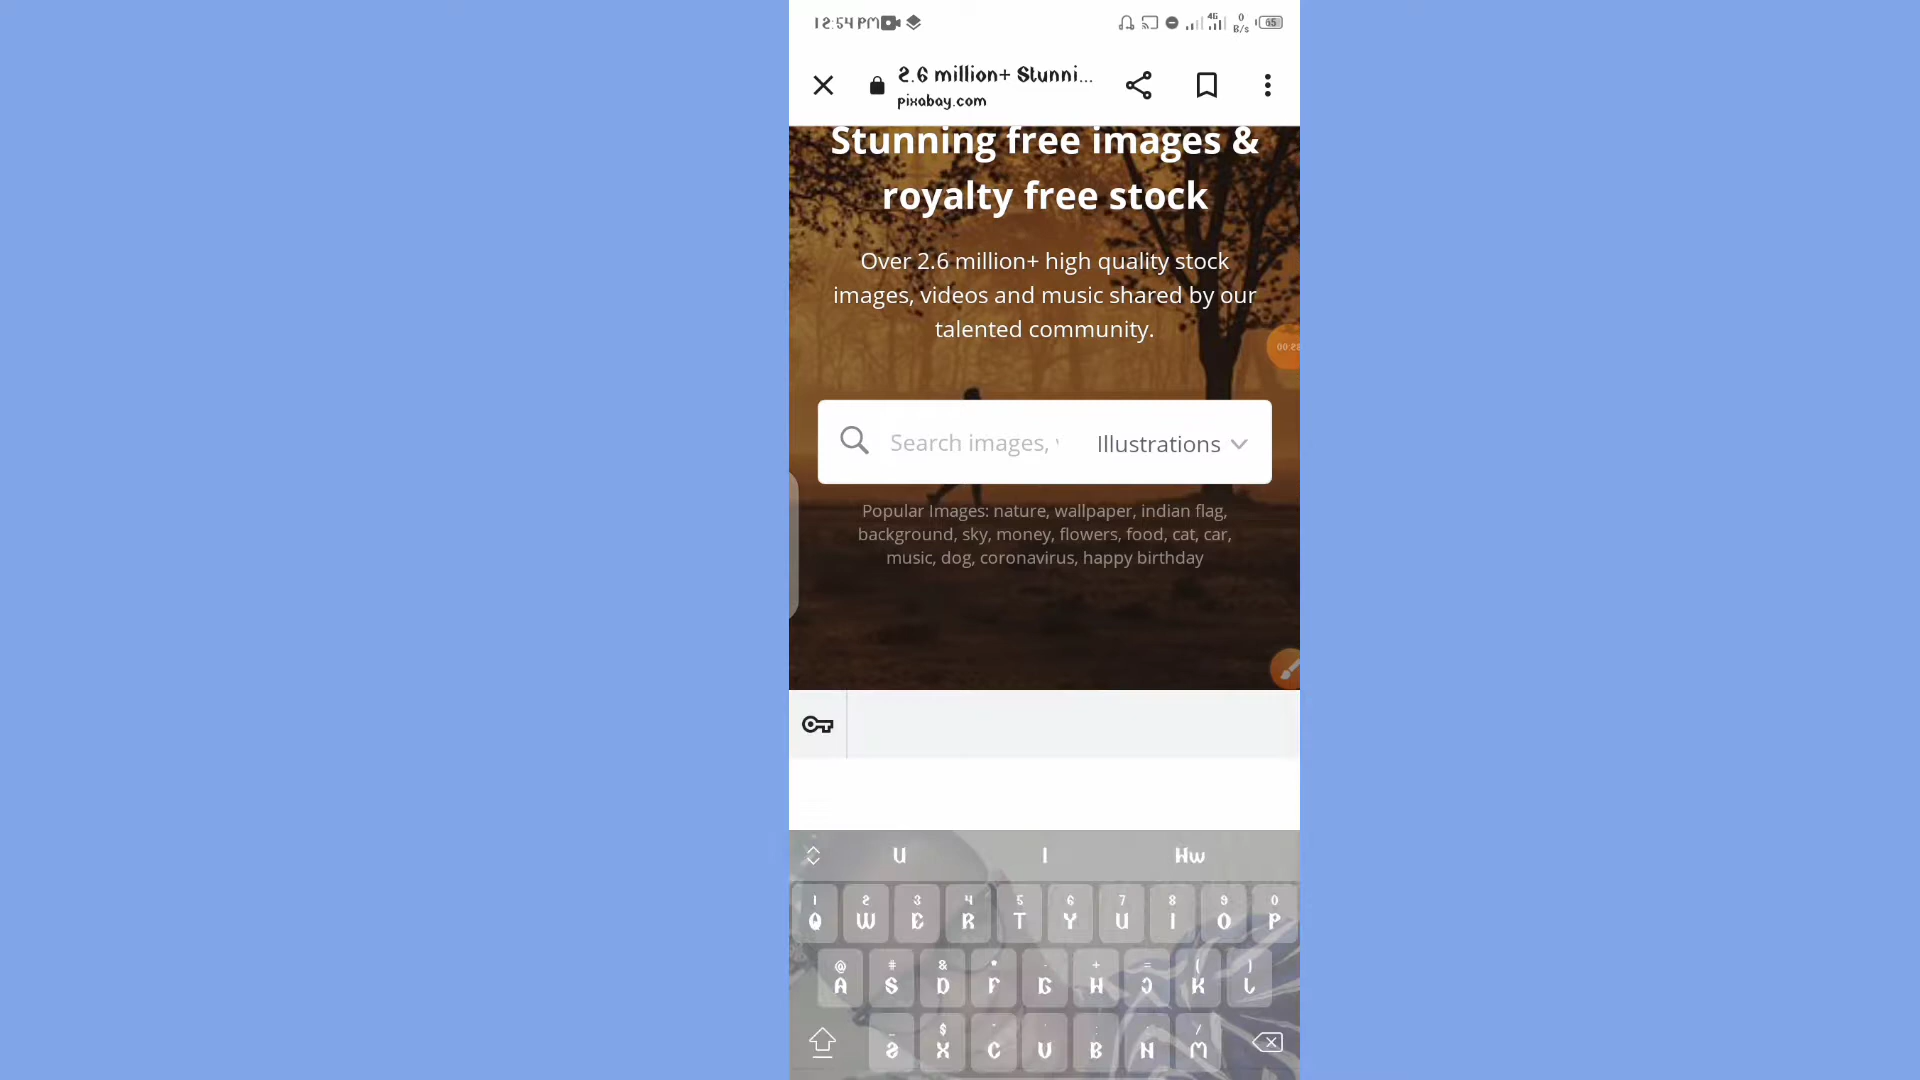 12:54 PM
4G
0
B/s
65
2.6 million+ Stunni...
pixabay.com
Stunning free images &
royalty free stock
Over 2.6 million+ high quality stock
images, videos and music shared by our
talented community.
Search images,
Illustrations
Popular Images: nature, wallpaper, indian flag,
background, sky, money, flowers, food, cat, car,
music, dog, coronavirus, happy birthday
U I Hw
1 2 3 4 5 6 7 8 9 0
Q W E R T Y U I O P
@ # & * - + = ( )
A S D F G H J K L
_ $ " ' : ; /
Z X C V B N M